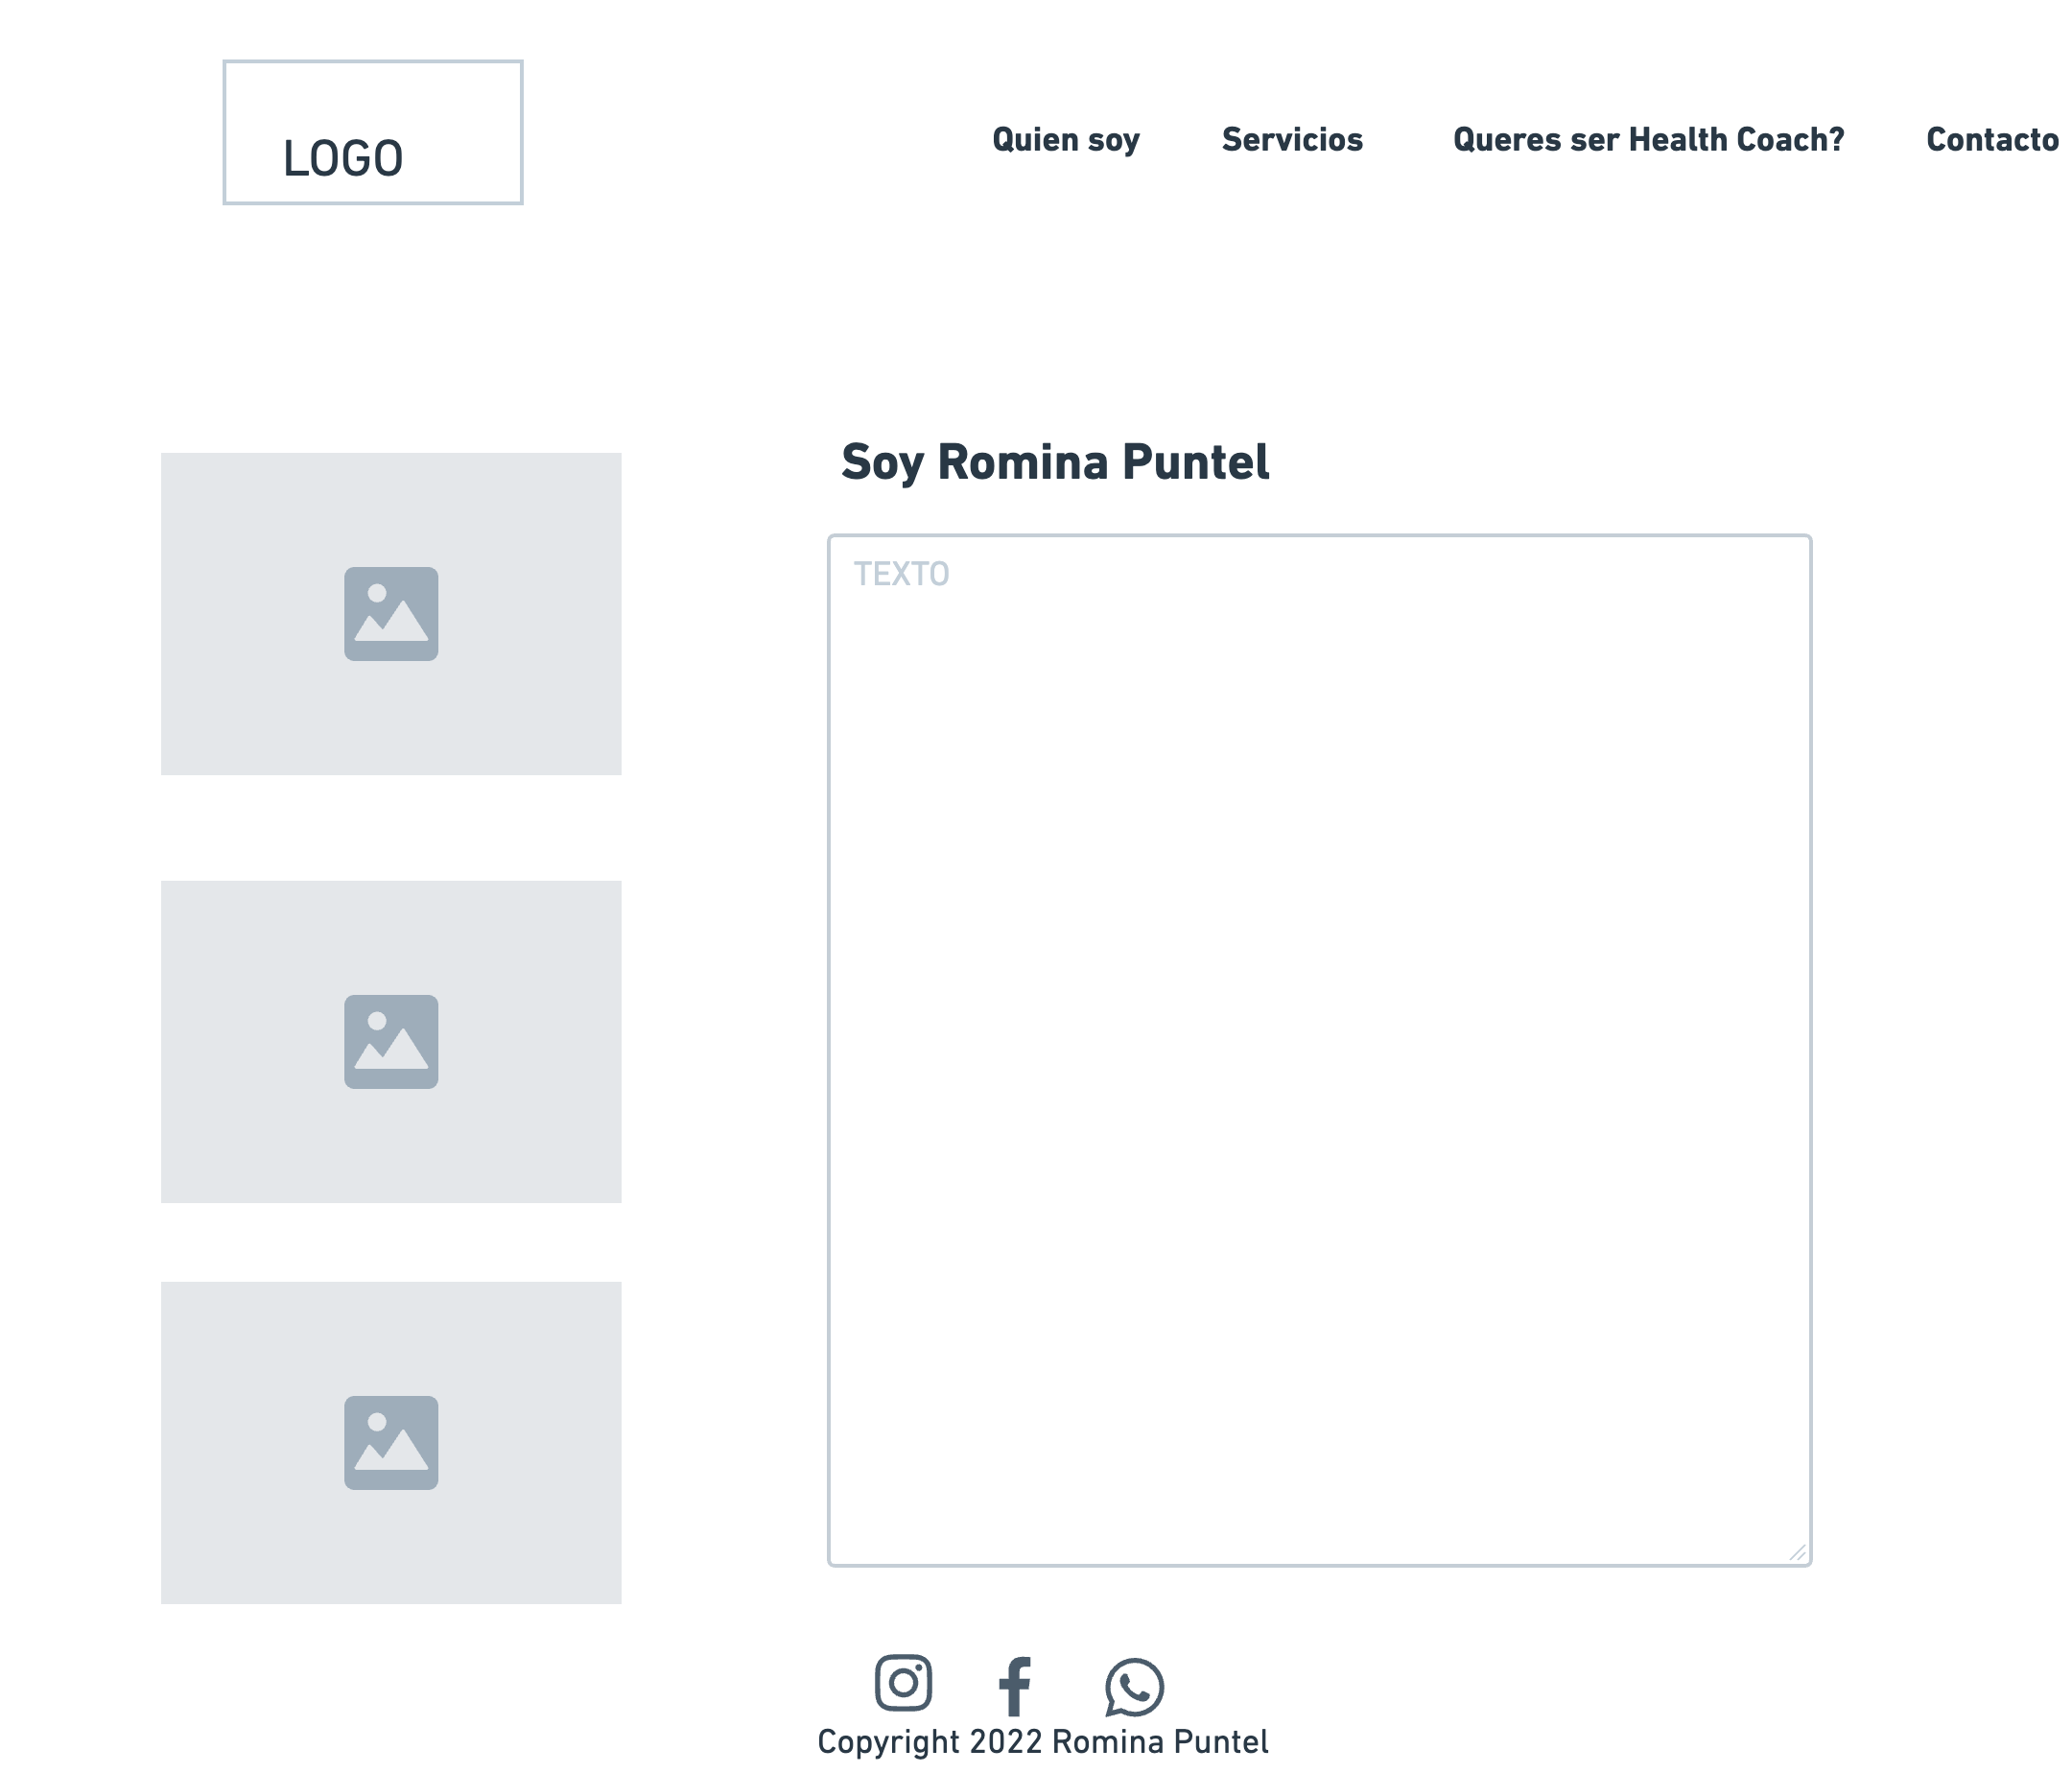 LOGO
Quien soy Servicios Queres ser Health Coach? Contacto
Soy Romina Puntel
TEXTO
Copyright 2022 Romina Puntel